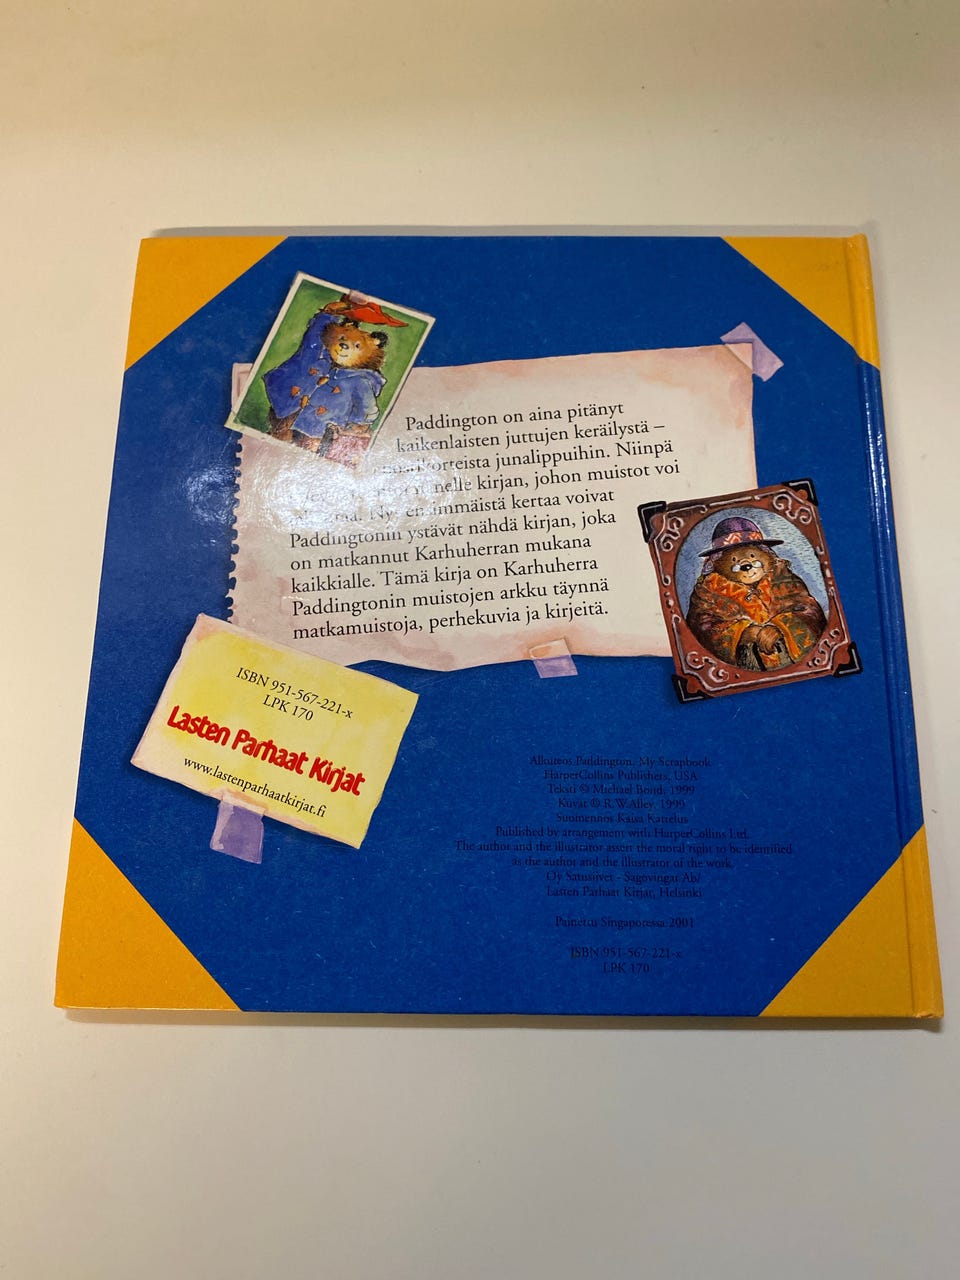 Paddington on aina pitänyt
kaikenlaisten juttujen keräilystä –
junalippuihin. Niinpä
nelle kirjan, johon muistot voi
ensimmäistä kertaa voivat
Paddingtonin ystävät nähdä kirjan, joka
on matkannut Karhuherran mukana
kaikkialle. Tämä kirja on Karhuherra
Paddingtonin muistojen arkku täynnä
matkamuistoja, perhekuvia ja kirjeitä.
ISBN 951-567-221-x
LPK 170
Lasten Parhaat Kirjat
www.lastenparhaatkirjat.fi
Alkuteos Paddington, My Scrapbook
HarperCollins Publishers, USA
Teksti © Michael Bond, 1999
Kuvat © R.W.Alley, 1999
Suomennos Kaisa Kattelus
Published by arrangement with HarperCollins Ltd.
The author and the illustrator assert the moral right to be identified
as the author and the illustrator of the work.
Oy Satusiivet - Sagovingar Ab/
Lasten Parhaat Kirjat, Helsinki
Painettu Singaporessa 2001
ISBN 951-567-221-x
LPK 170